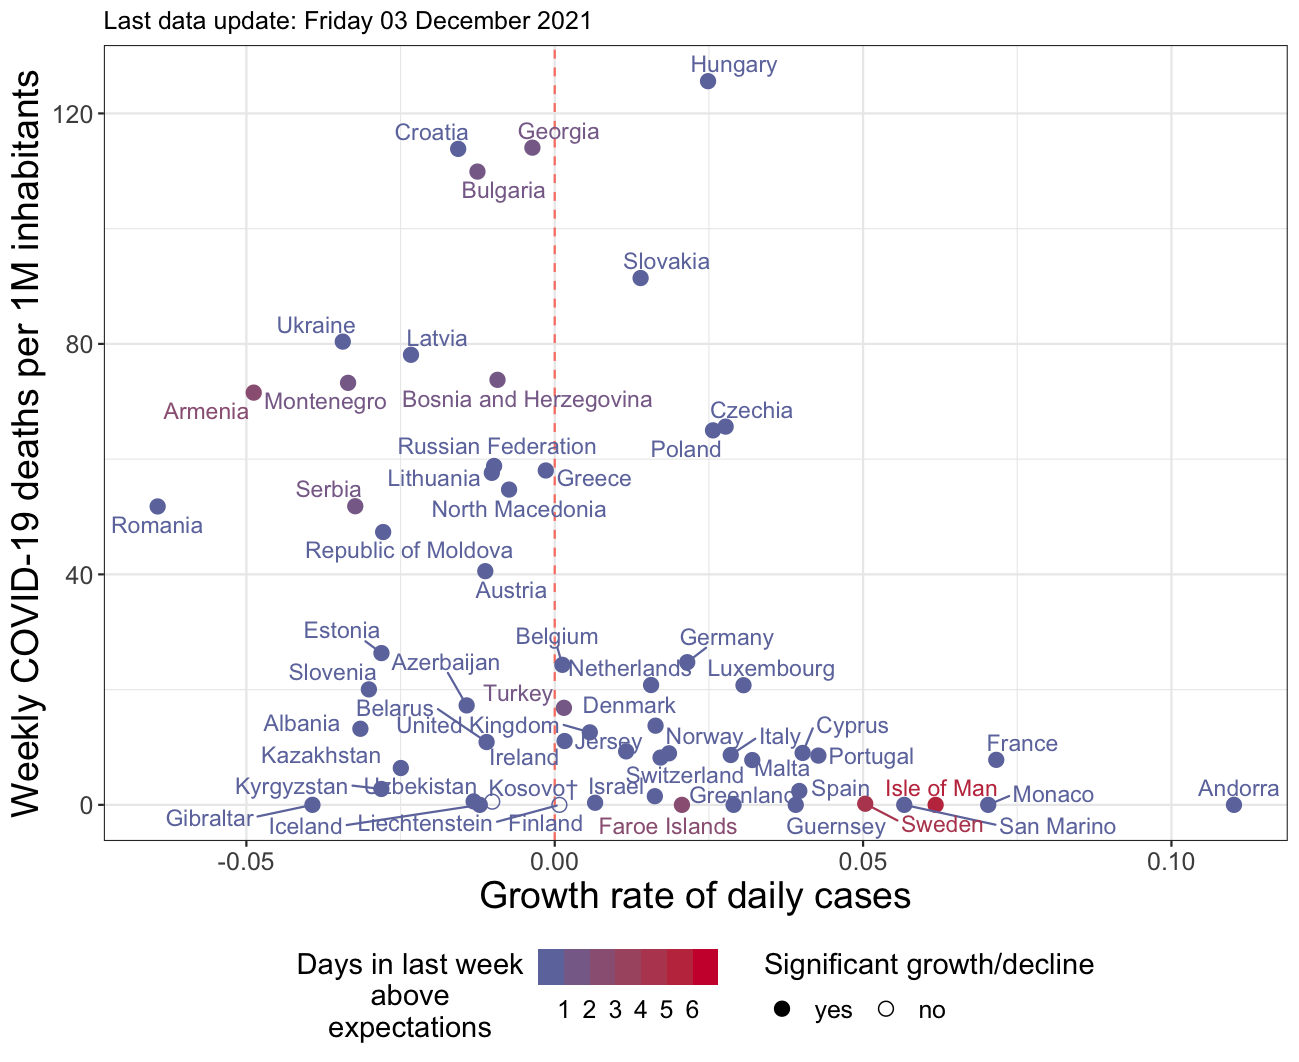 Last data update: Friday 03 December 2021
Weekly COVID-19 deaths per 1M inhabitants
120
80
40
0
Hungary
Croatia
Georgia
Bulgaria
Slovakia
Ukraine
Latvia
Armenia
Montenegro
Bosnia and Herzegovina
Czechia
Poland
Russian Federation
Lithuania
Greece
Serbia
North Macedonia
Romania
Republic of Moldova
Austria
Estonia
Belgium
Germany
Azerbaijan
Netherlands
Luxembourg
Slovenia
Turkey
Denmark
Belarus
Albania
United Kingdom
Jersey
Norway
Italy
Cyprus
France
Kazakhstan
Ireland
Switzerland
Malta
Portugal
Kyrgyzstan
Uzbekistan
Kosovo†
Israel
Greenland
Spain
Isle of Man
Monaco
Andorra
Gibraltar
Iceland
Liechtenstein
Finland
Faroe Islands
Guernsey
Sweden
San Marino
-0.05
0.00
0.05
0.10
Growth rate of daily cases
Days in last week
above
expectations
1 2 3 4 5 6
Significant growth/decline
yes
no